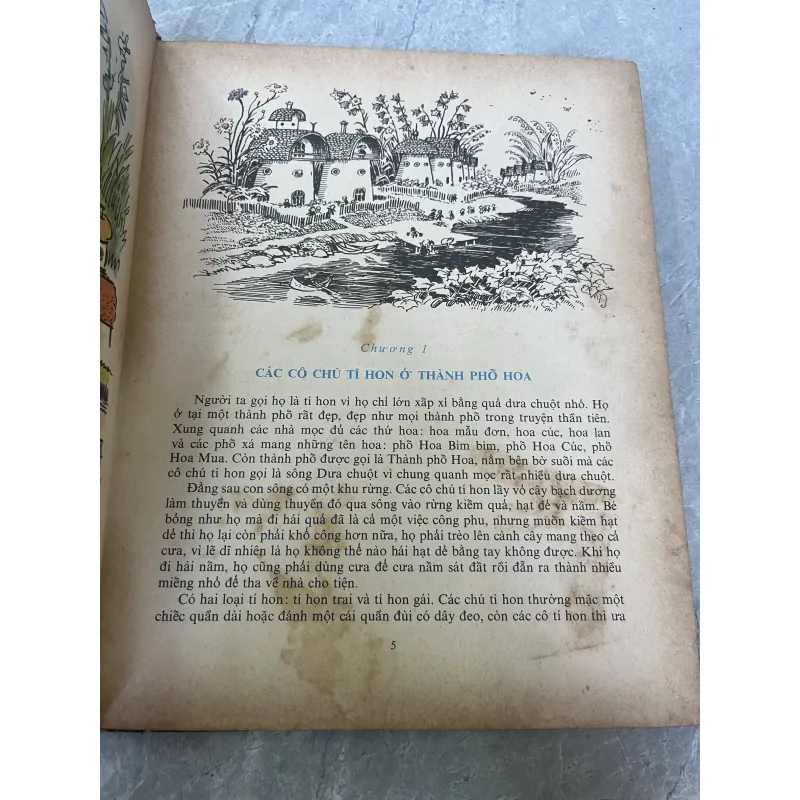 Chương 1
CÁC CÔ CHÚ TÍ HON Ở THÀNH PHỐ HOA
Người ta gọi họ là tí hon vì họ chỉ lớn xấp xỉ bằng quả dưa chuột nhỏ. Họ
ở tại một thành phố rất đẹp, đẹp như mọi thành phố trong truyện thần tiên.
Xung quanh các nhà mọc đủ các thứ hoa: hoa mẫu đơn, hoa cúc, hoa lan
và các phố xá mang những tên hoa: phố Hoa Bìm bìm, phố Hoa Cúc, phố
Hoa Mua. Còn thành phố được gọi là Thành phố Hoa, nằm bên bờ suối mà các
cô chú tí hon gọi là sông Dưa chuột vì chung quanh mọc rất nhiều dưa chuột.
Đằng sau con sông có một khu rừng. Các cô chú tí hon lấy vỏ cây bạch dương
làm thuyền và dùng thuyền đó qua sông vào rừng kiếm quả, hạt dẻ và nấm. Bé
bỏng như họ mà đi hái quả đã là cả một việc công phu, nhưng muốn kiếm hạt
dẻ thì họ lại còn phải khổ công hơn nữa, họ phải trèo lên cành cây mang theo cả
cưa, vì lẽ dĩ nhiên là họ không thể nào hái hạt dẻ bằng tay không được. Khi họ
đi hái nấm, họ cũng phải dùng cưa để cưa nấm sát đất rồi đẵn ra thành nhiều
miếng nhỏ để tha về nhà cho tiện.
Có hai loại tí hon: tí hon trai và tí hon gái. Các chú tí hon thường mặc một
chiếc quần dài hoặc đánh một cái quần đùi có dây đeo, còn các cô tí hon thì ưa
5